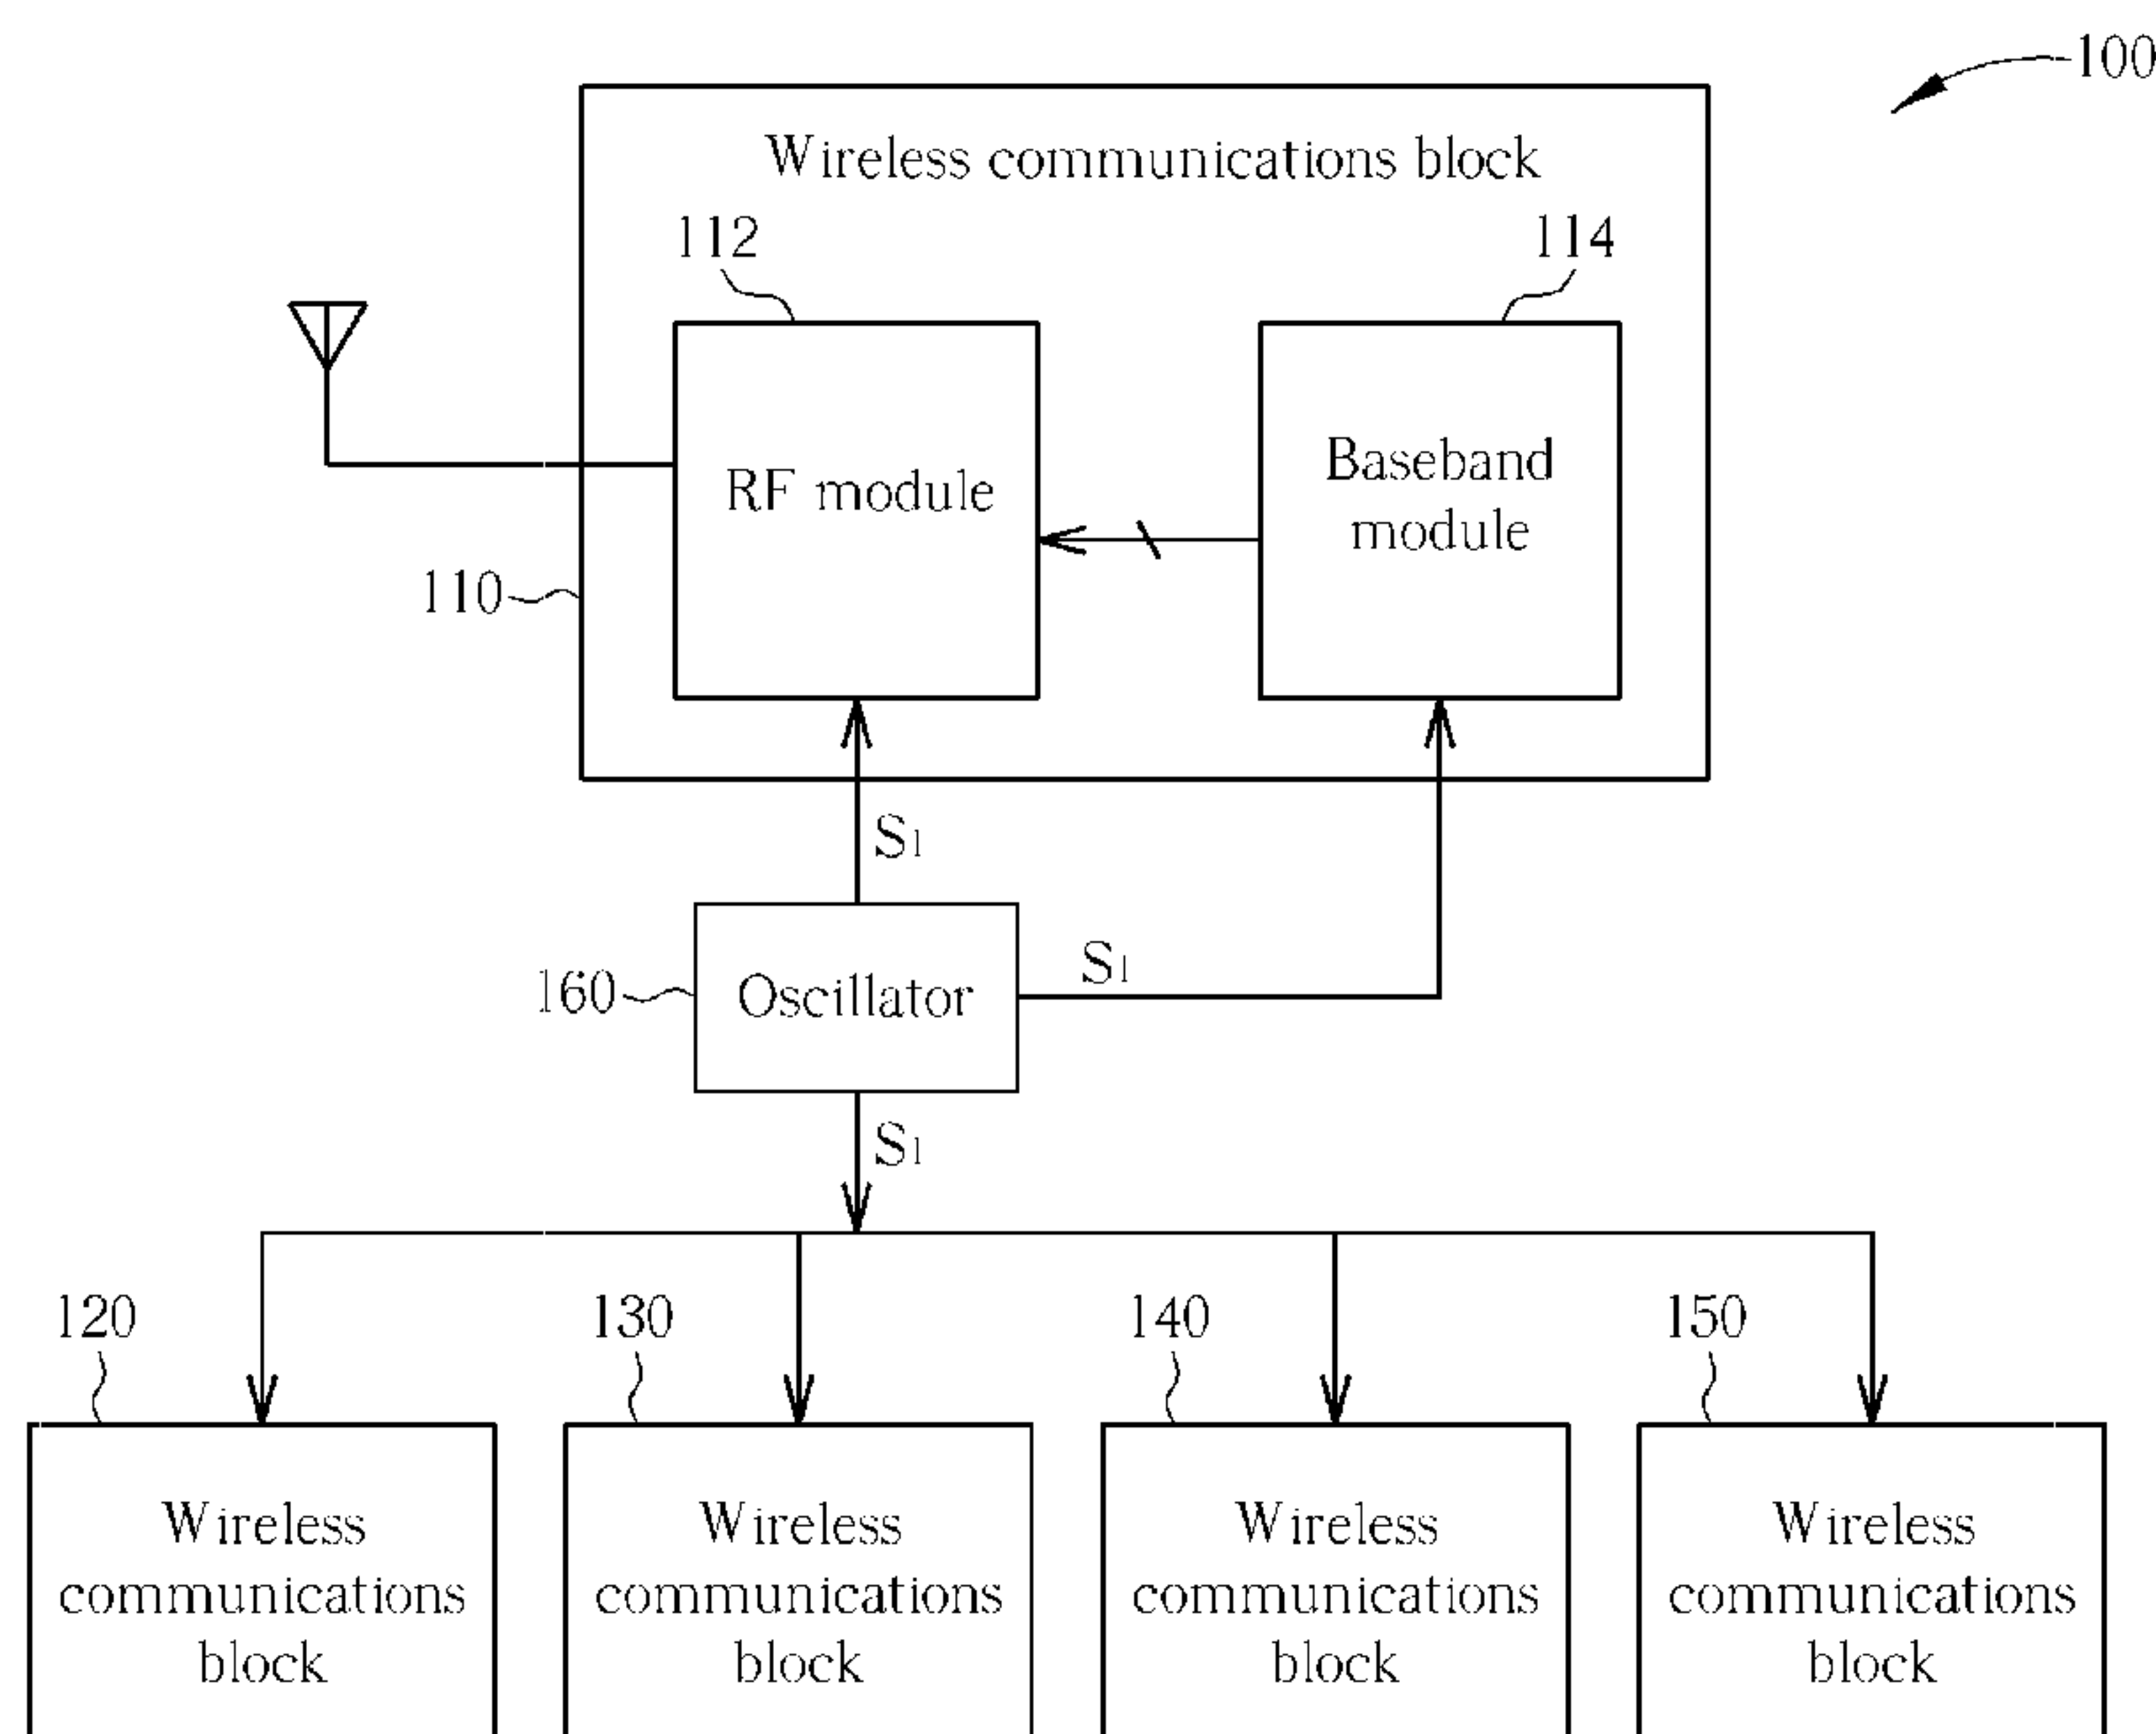 100
Wireless communications block
112
114
RF module
Baseband
module
110
S1
160
Oscillator
S1
S1
120
130
140
150
Wireless
communications
block
Wireless
communications
block
Wireless
communications
block
Wireless
communications
block